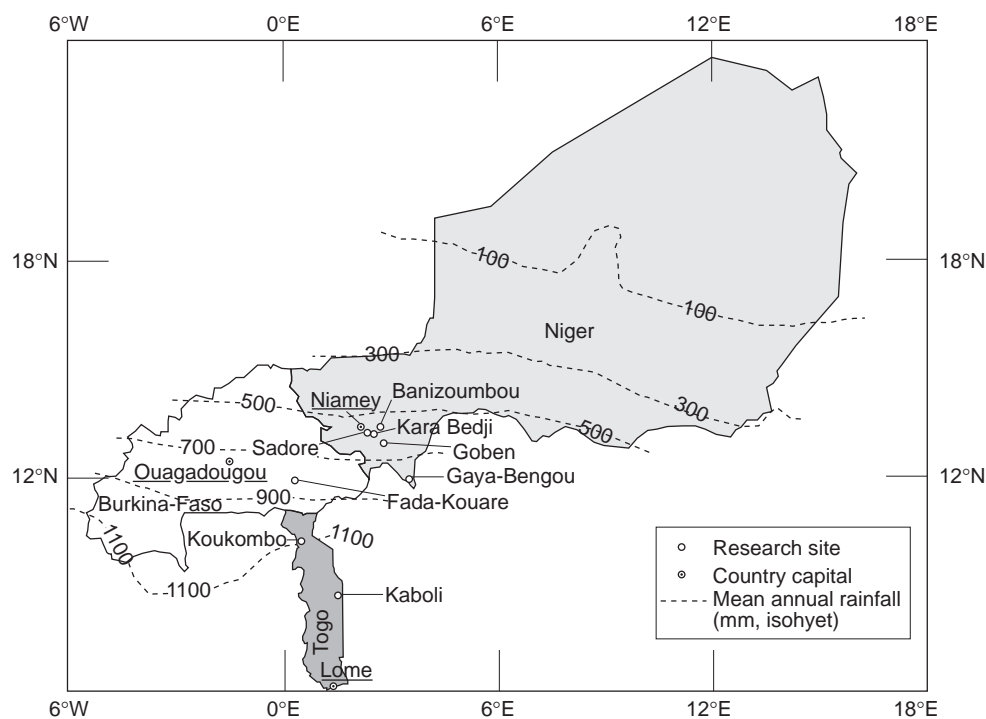 6°W 0°E 6°E 12°E 18°E
100
18°N 18°N
100
Niger
300
Banizoumbou
Niamey
500
300
Kara Bedji
500
700
Sadore
Goben
Ouagadougou
12°N 12°N
Gaya-Bengou
900
Fada-Kouare
Burkina-Faso
1100
Koukombo
1100
Research site
Country capital
1100
Kaboli
Mean annual rainfall
(mm, isohyet)
Togo
Lome
6°W 0°E 6°E 12°E 18°E